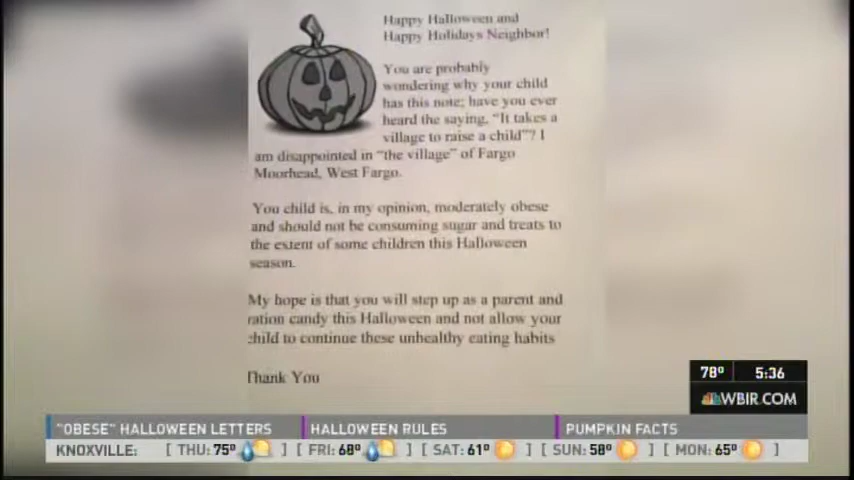 Happy Halloween and
Happy Holidays Neighbor!
You are probably
wondering why your child
has this note; have you ever
heard the saying, "It takes a
village to raise a child"? I
am disappointed in "the village" of Fargo
Moorhead, West Fargo.
You child is, in my opinion, moderately obese
and should not be consuming sugar and treats to
the extent of some children this Halloween
season.
My hope is that you will step up as a parent and
ration candy this Halloween and not allow your
child to continue these unhealthy eating habits
Thank You
78° 5:36
WBIR.COM
"OBESE" HALLOWEEN LETTERS HALLOWEEN RULES PUMPKIN FACTS
KNOXVILLE: [ THU: 75° ] [ FRI: 68° ] [ SAT: 61° ] [ SUN: 58° ] [ MON: 65° ]